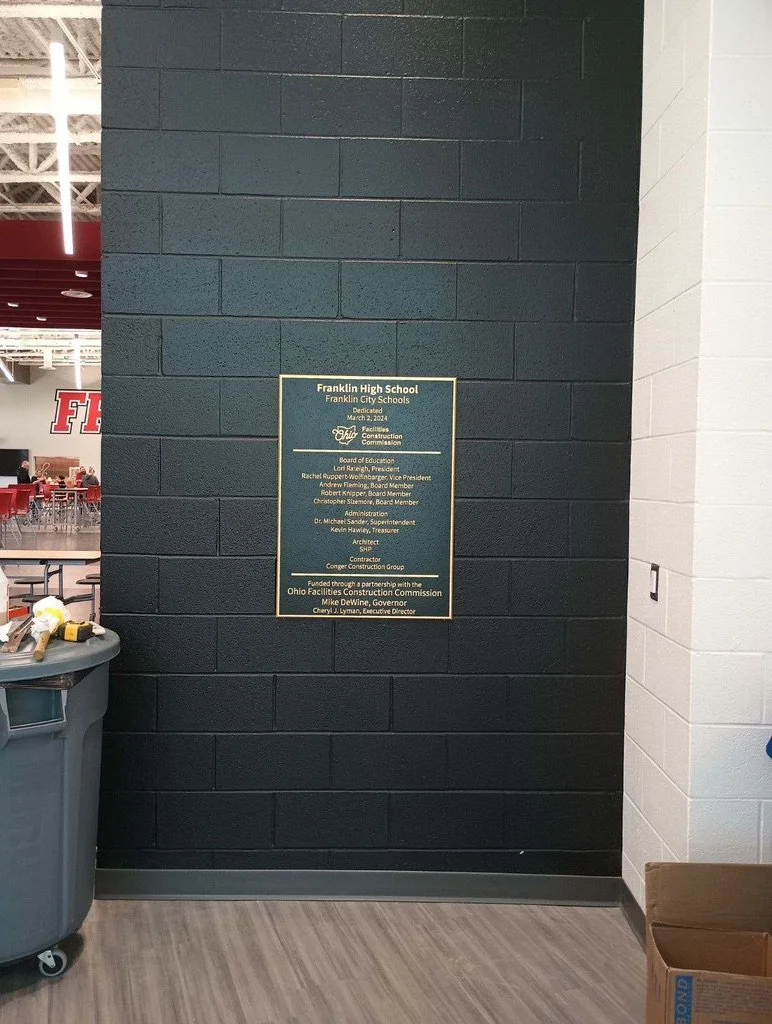 Franklin High School
Franklin City Schools
Dedicated
March 2, 2024
Ohio
Facilities
Construction
Commission
Board of Education
Lori Raleigh, President
Rachel Ruppert-Wolfinbarger, Vice President
Andrew Fleming, Board Member
Robert Knipper, Board Member
Christopher Sizemore, Board Member
Administration
Dr. Michael Sander, Superintendent
Kevin Hawley, Treasurer
Architect
SHP
Contractor
Conger Construction Group
Funded through a partnership with the
Ohio Facilities Construction Commission
Mike DeWine, Governor
Cheryl J. Lyman, Executive Director
FR
BOND